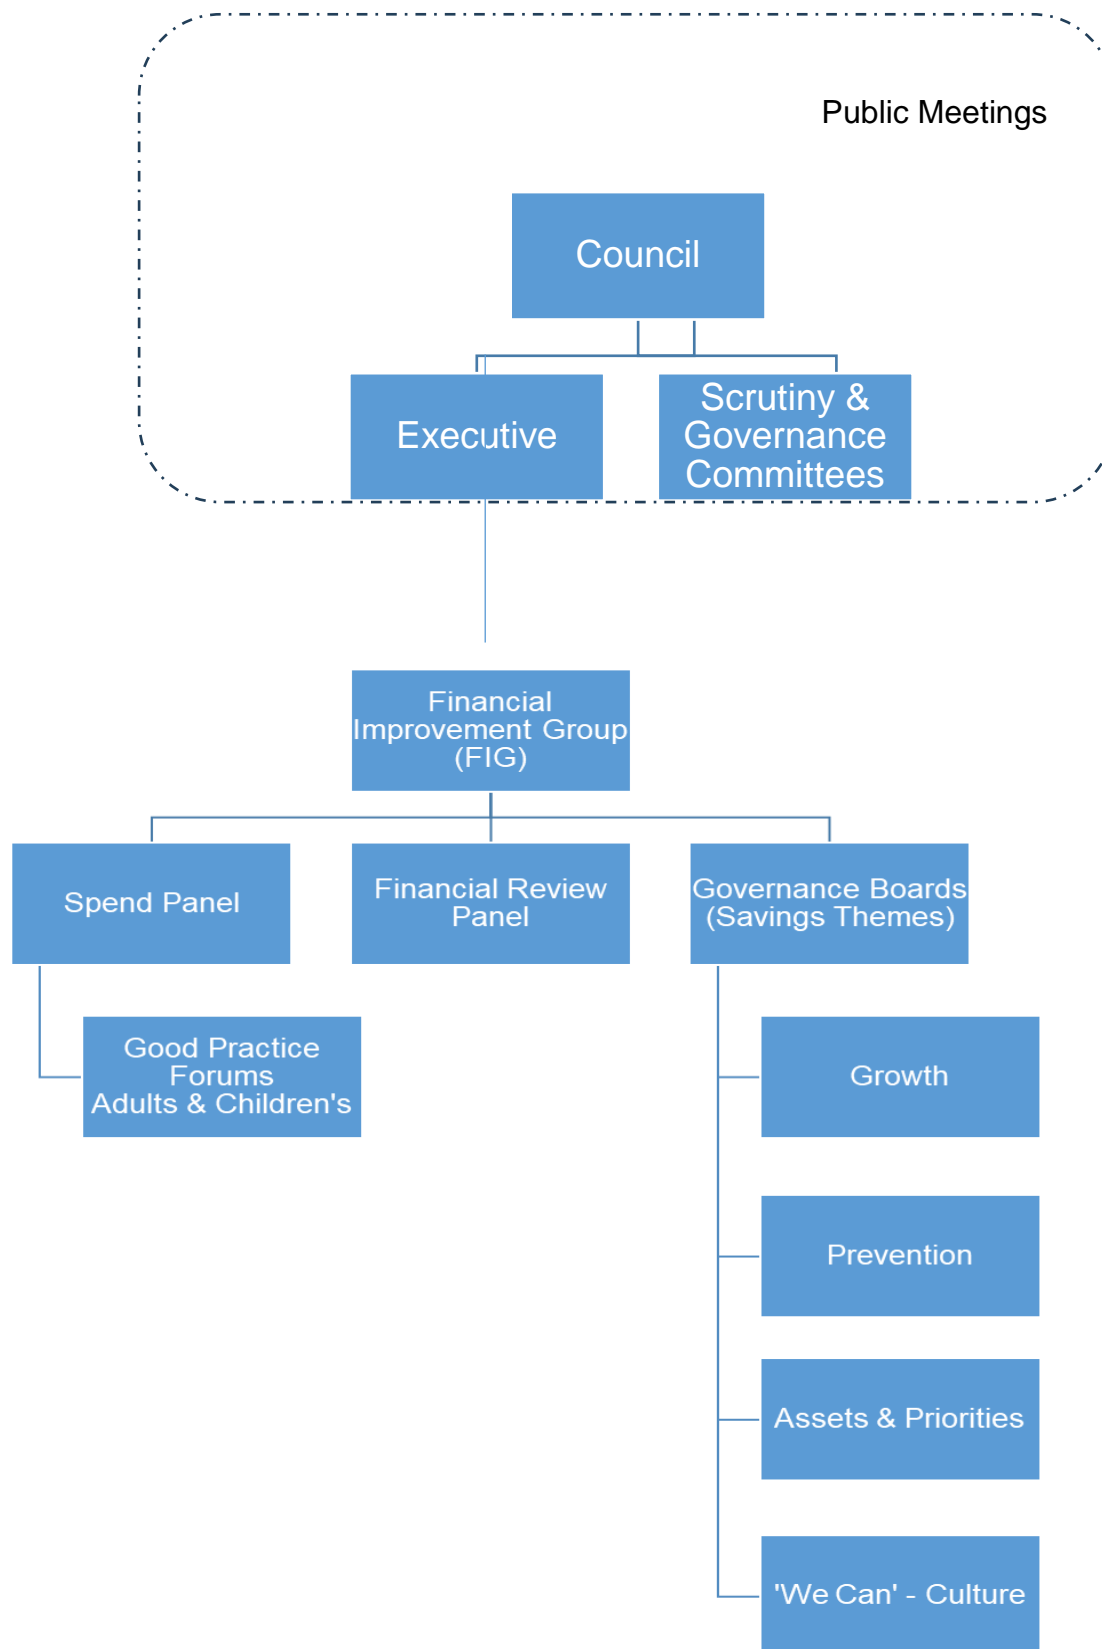 Public Meetings
Council
Executive
Scrutiny &
Governance
Committees
Financial
Improvement Group
(FIG)
Spend Panel
Financial Review
Panel
Governance Boards
(Savings Themes)
Good Practice
Forums
Adults & Children's
Growth
Prevention
Assets & Priorities
'We Can' - Culture